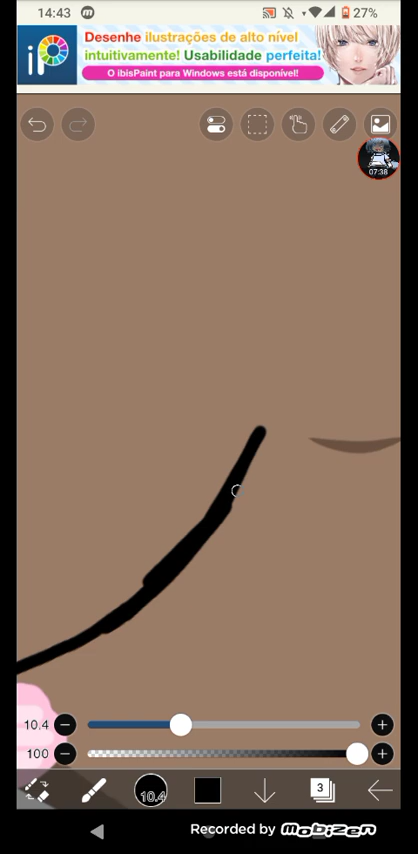 14:43
27%
iP
Desenhe ilustrações de alto nível
intuitivamente! Usabilidade perfeita!
O ibisPaint para Windows está disponível!
07:38
10.4
100
10.4
3
Recorded by mobizen